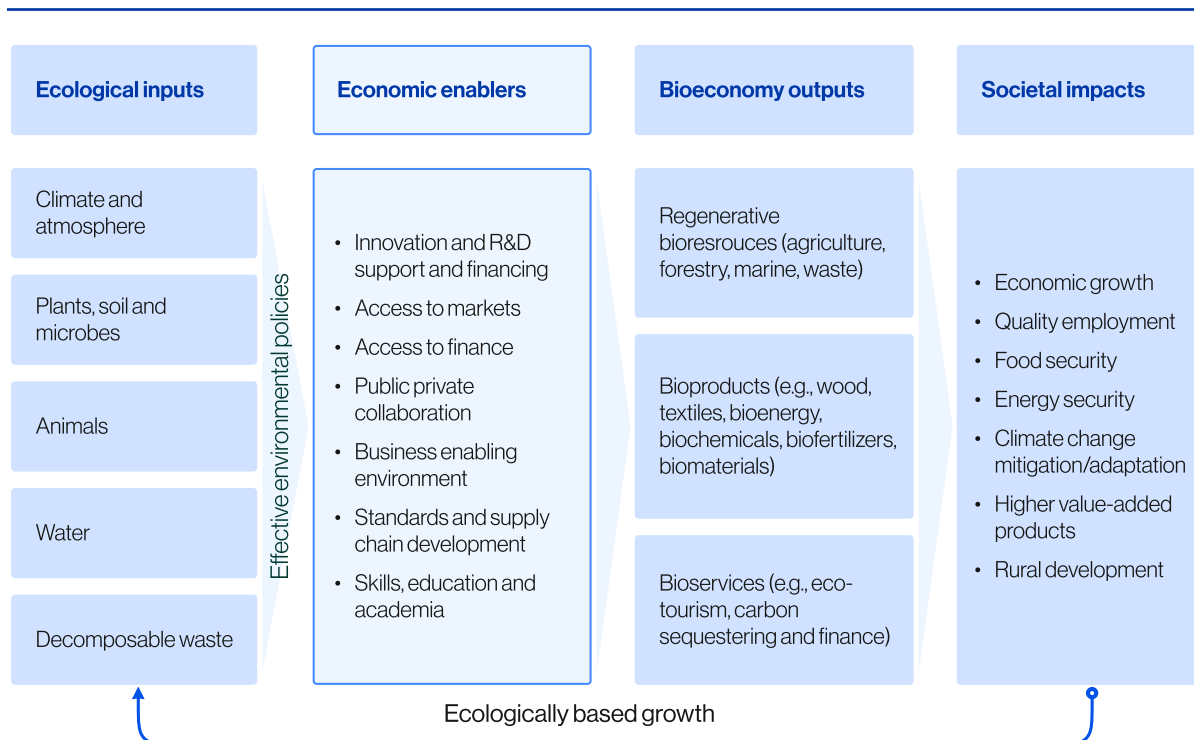 Ecological inputs
Economic enablers
Bioeconomy outputs
Societal impacts
Climate and
atmosphere
Plants, soil and
microbes
Animals
Water
Decomposable waste
Effective environmental policies
• Innovation and R&D
support and financing
• Access to markets
• Access to finance
• Public private
collaboration
• Business enabling
environment
• Standards and supply
chain development
• Skills, education and
academia
Regenerative
bioresrouces (agriculture,
forestry, marine, waste)
Bioproducts (e.g., wood,
textiles, bioenergy,
biochemicals, biofertilizers,
biomaterials)
Bioservices (e.g., eco-
tourism, carbon
sequestering and finance)
• Economic growth
• Quality employment
• Food security
• Energy security
• Climate change
mitigation/adaptation
• Higher value-added
products
• Rural development
Ecologically based growth